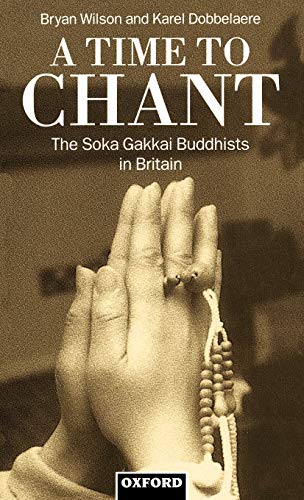 Bryan Wilson and Karel Dobbelaere
A TIME TO
CHANT
The Soka Gakkai Buddhists
in Britain
OXFORD